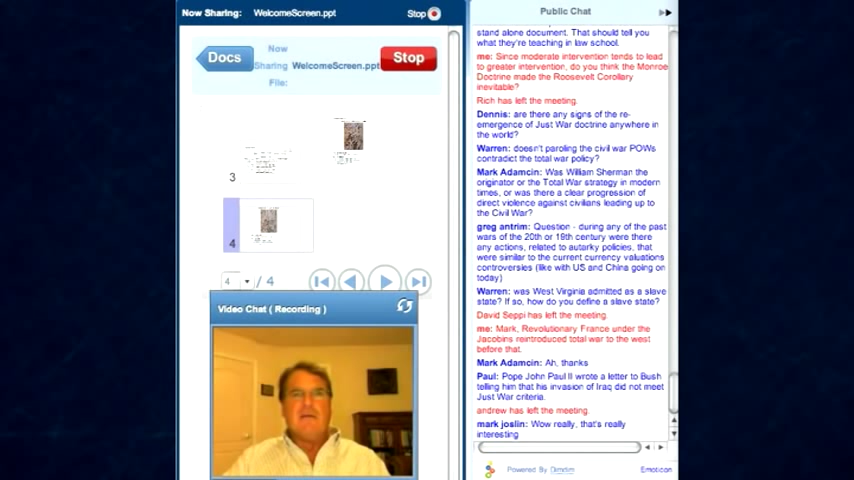 Now Sharing: WelcomeScreen.ppt
Stop
Docs
Now
Sharing WelcomeScreen.ppt
File:
Stop
3
4
4 / 4
Video Chat ( Recording )
Public Chat
stand alone document. That should tell you
what they're teaching in law school.
me: Since moderate intervention tends to lead
to greater intervention, do you think the Monroe
Doctrine made the Roosevelt Corollary
inevitable?
Rich has left the meeting.
Dennis: are there any signs of the re-
emergence of Just War doctrine anywhere in
the world?
Warren: doesn't paroling the civil war POWs
contradict the total war policy?
Mark Adamcin: Was William Sherman the
originator or the Total War strategy in modern
times, or was there a clear progression of
direct violence against civilians leading up to
the Civil War?
greg antrim: Question - during any of the past
wars of the 20th or 19th century were there
any actions, related to autarky policies, that
were similar to the current currency valuations
controversies (like with US and China going on
today)
Warren: was West Virginia admitted as a slave
state? If so, how do you define a slave state?
David Seppi has left the meeting.
me: Mark, Revolutionary France under the
Jacobins reintroduced total war to the west
before that.
Mark Adamcin: Ah, thanks
Paul: Pope John Paul II wrote a letter to Bush
telling him that his invasion of Iraq did not meet
Just War criteria.
andrew has left the meeting.
mark joslin: Wow really, that's really
interesting
Powered By Dimdim
Emoticon